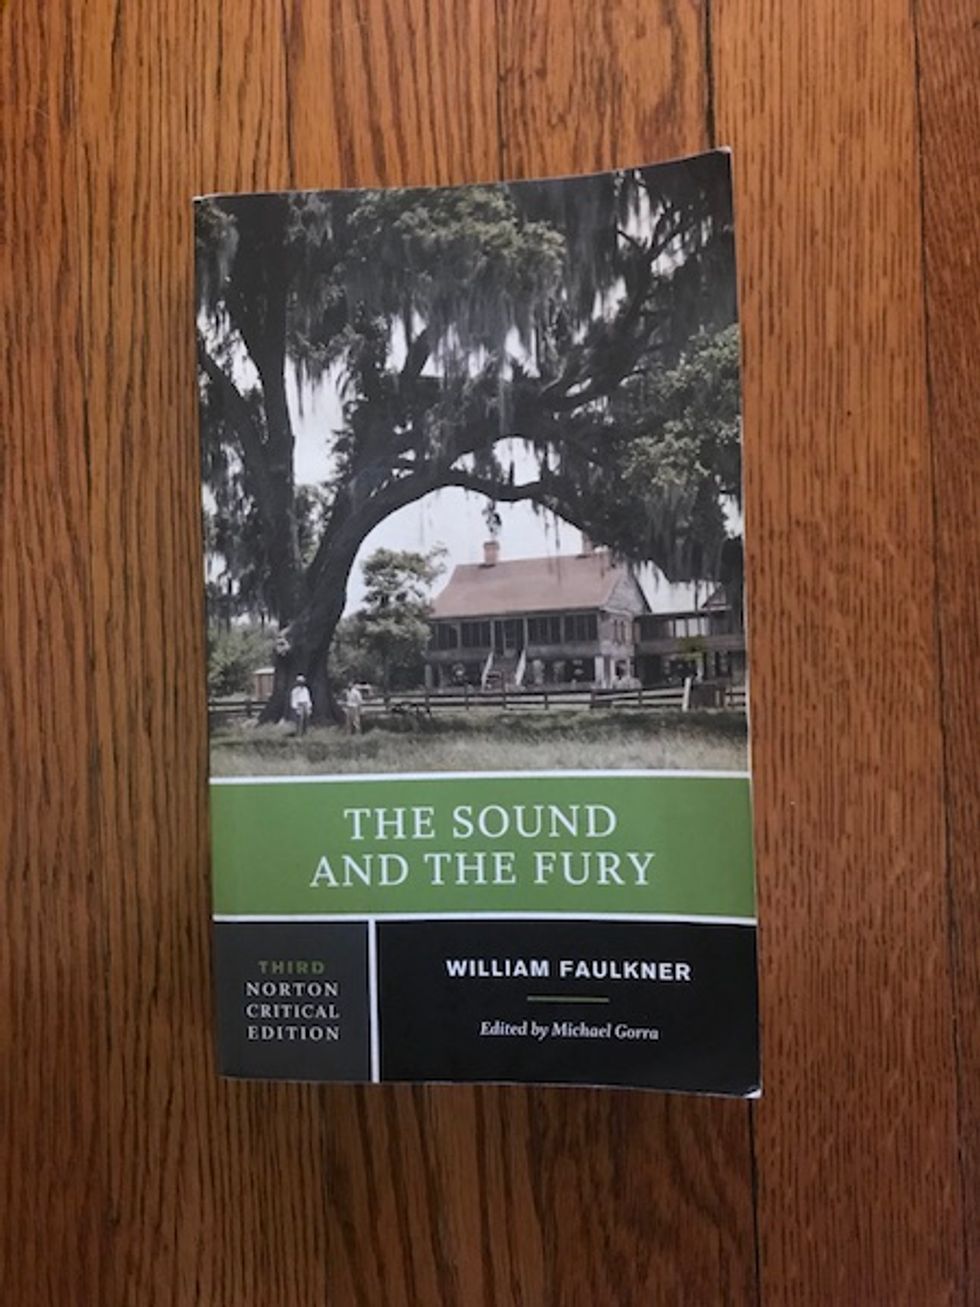 THE SOUND
AND THE FURY
THIRD
NORTON
CRITICAL
EDITION
WILLIAM FAULKNER
Edited by Michael Gorra